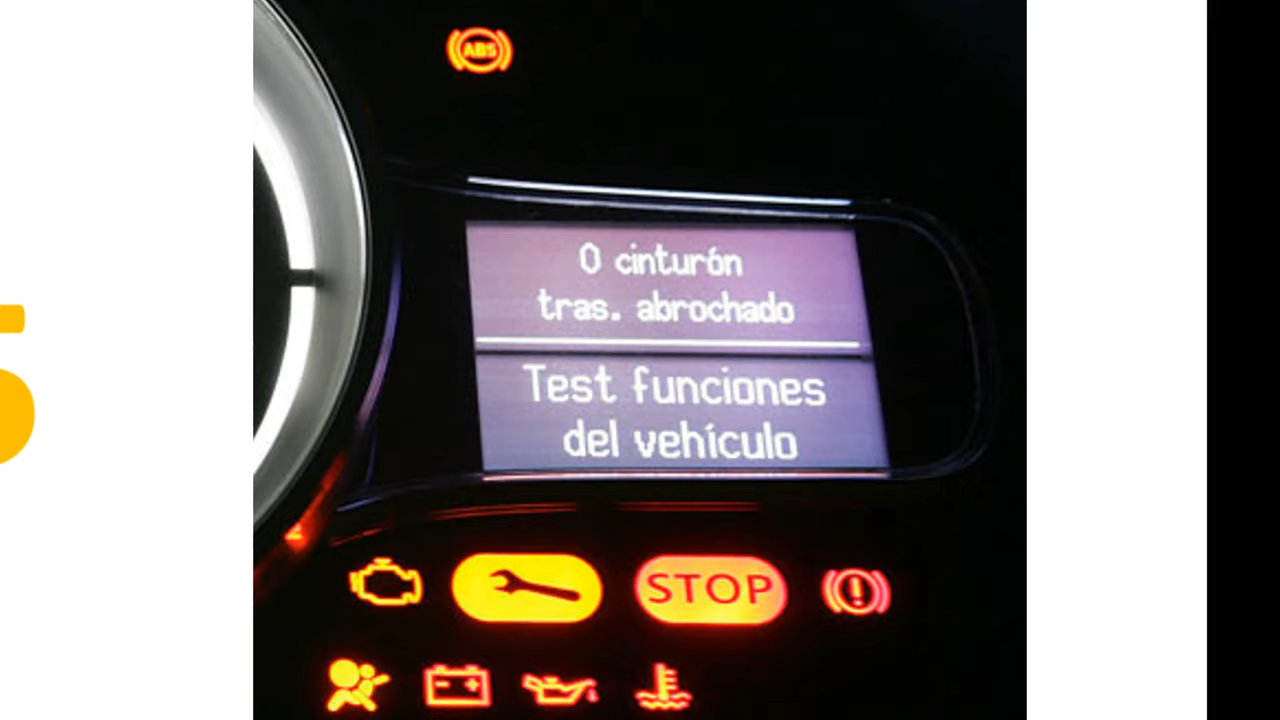 ABS
0 cinturón
tras. abrochado
Test funciones
del vehículo
STOP